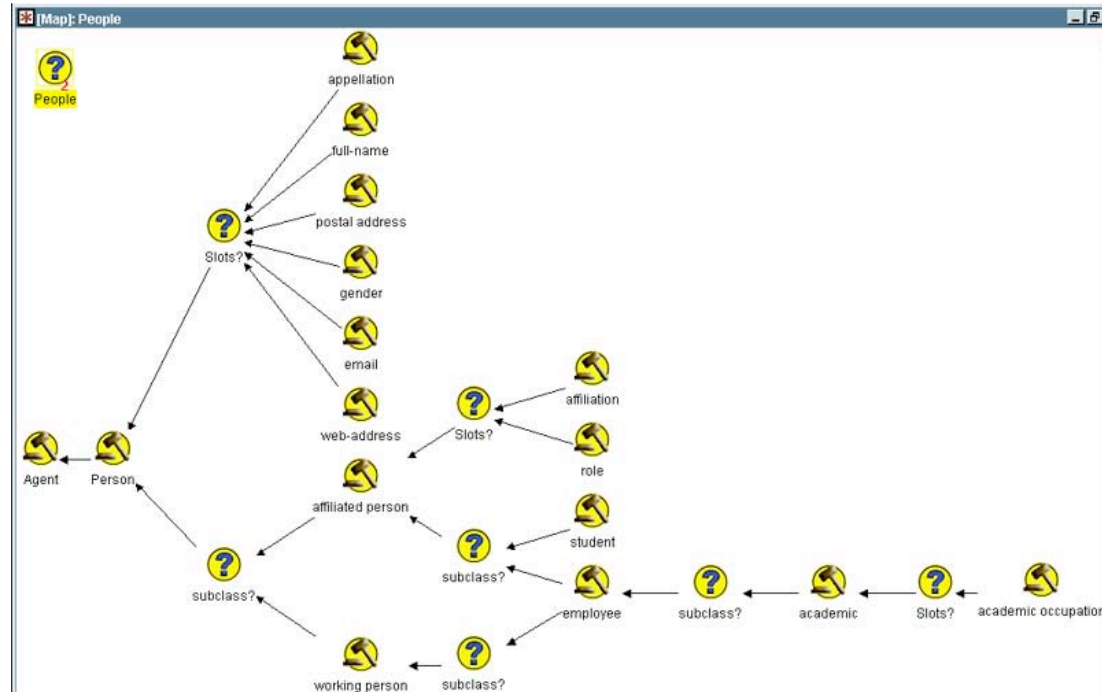 [Map]: People
2
People
appellation
full-name
postal address
Slots?
gender
email
web-address
affiliation
Slots?
role
Agent
Person
affiliated person
student
subclass?
subclass?
employee
subclass?
academic
Slots?
academic occupation
working person
subclass?